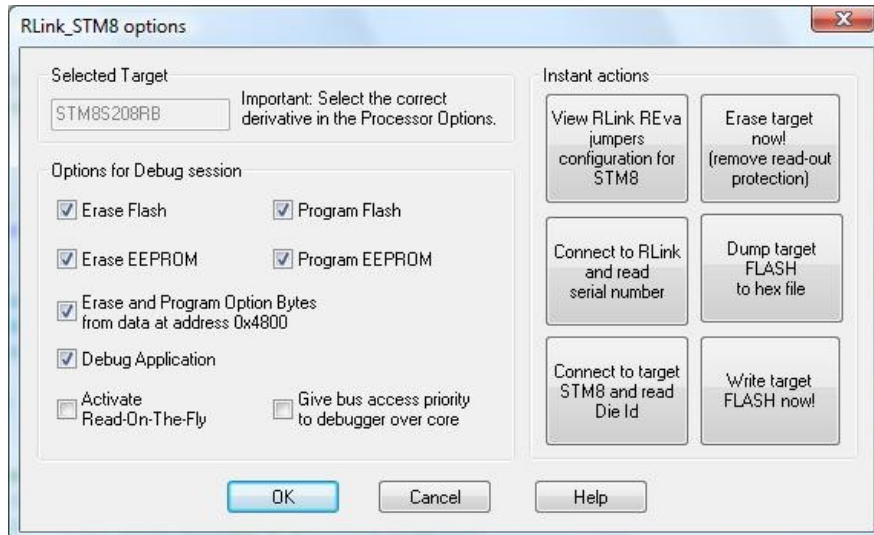 RLink_STM8 options
Selected Target
STM8S208RB
Important: Select the correct
derivative in the Processor Options.
Options for Debug session
Erase Flash
Program Flash
Erase EEPROM
Program EEPROM
Erase and Program Option Bytes
from data at address 0x4800
Debug Application
Activate
Read-On-The-Fly
Give bus access priority
to debugger over core
Instant actions
View RLink REva
jumpers
configuration for
STM8
Erase target
now!
(remove read-out
protection)
Connect to RLink
and read
serial number
Dump target
FLASH
to hex file
Connect to target
STM8 and read
Die Id
Write target
FLASH now!
OK
Cancel
Help